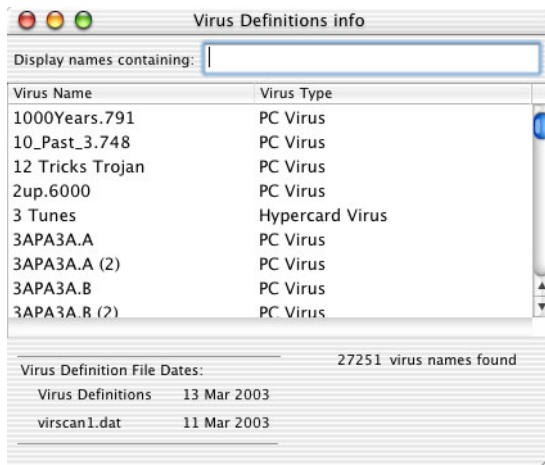 Virus Definitions info
Display names containing:
Virus Name Virus Type
1000Years.791 PC Virus
10_Past_3.748 PC Virus
12 Tricks Trojan PC Virus
2up.6000 PC Virus
3 Tunes Hypercard Virus
3APA3A.A PC Virus
3APA3A.A (2) PC Virus
3APA3A.B PC Virus
3APA3A.B (2) PC Virus
27251 virus names found
Virus Definition File Dates:
Virus Definitions 13 Mar 2003
virscan1.dat 11 Mar 2003